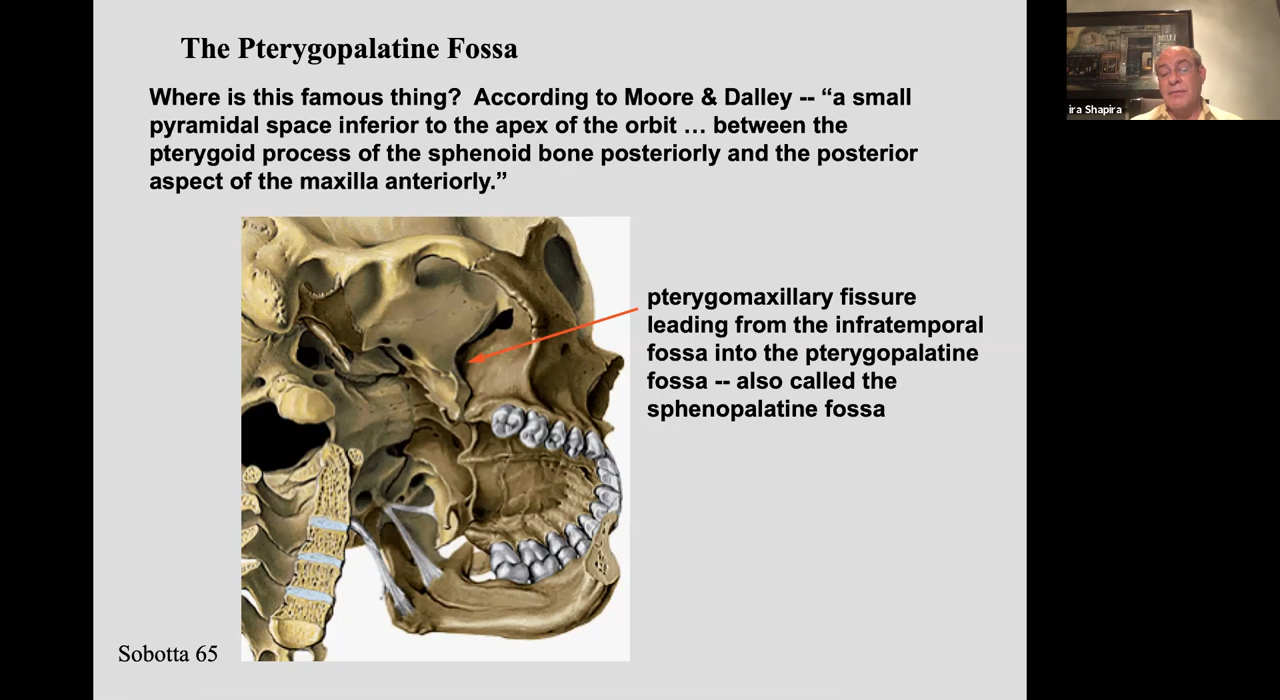 The Pterygopalatine Fossa
Where is this famous thing?  According to Moore & Dalley -- “a small
pyramidal space inferior to the apex of the orbit … between the
pterygoid process of the sphenoid bone posteriorly and the posterior
aspect of the maxilla anteriorly.”
pterygomaxillary fissure
leading from the infratemporal
fossa into the pterygopalatine
fossa -- also called the
sphenopalatine fossa
Sobotta 65
ira Shapira